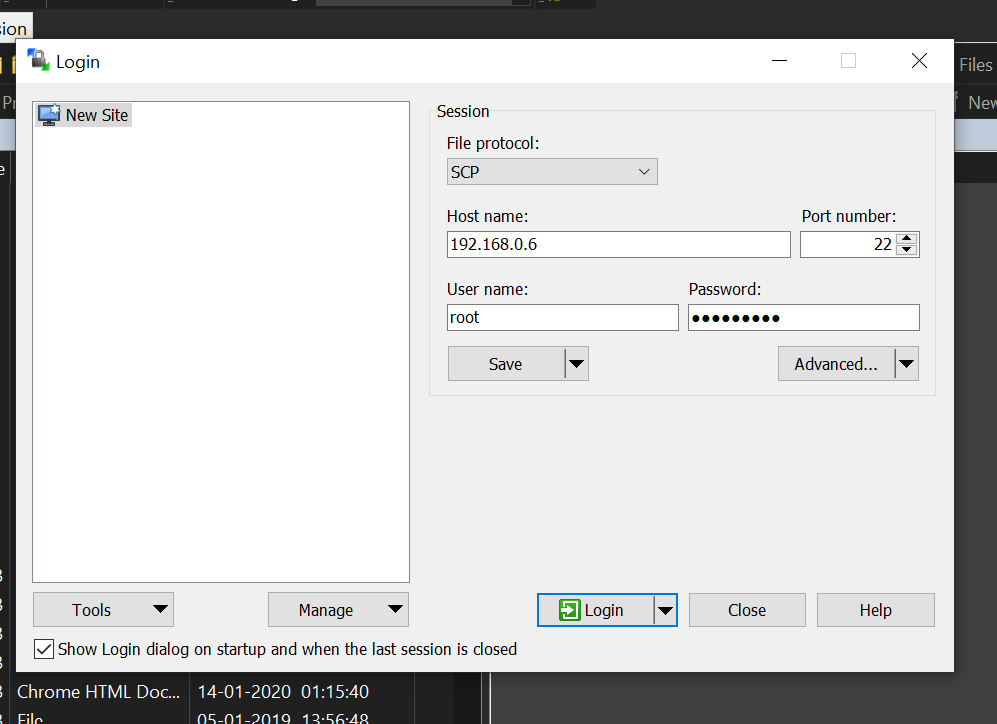 ion
Login
Files
New Site
Session
New
File protocol:
SCP
Host name:
Port number:
192.168.0.6
22
User name:
Password:
root
Save
Advanced...
Tools
Manage
Login
Close
Help
Show Login dialog on startup and when the last session is closed
Chrome HTML Doc... 14-01-2020 01:15:40
File 05-01-2019 13:56:48